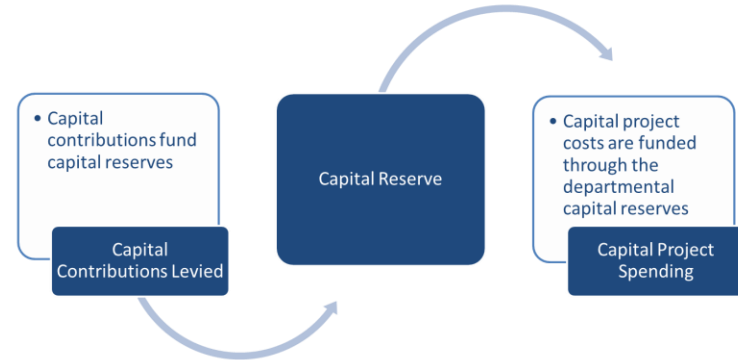 • Capital
contributions fund
capital reserves
Capital
Contributions Levied
Capital Reserve
• Capital project
costs are funded
through the
departmental
capital reserves
Capital Project
Spending